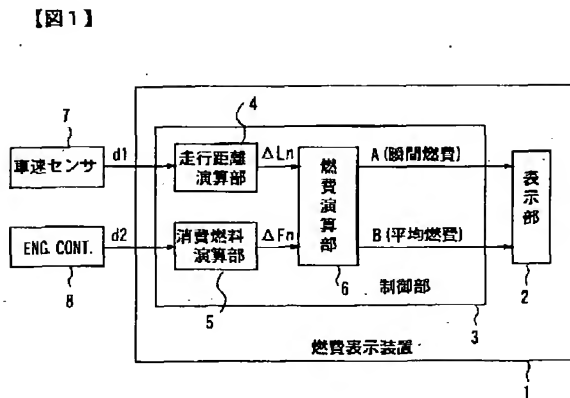 【図1】
7
車速センサ
d1
4
走行距離
演算部
ΔLn
燃費演算部
6
A(瞬間燃費)
表示部
2
ENG. CONT.
8
d2
消費燃料
演算部
5
ΔFn
B(平均燃費)
制御部
3
燃費表示装置
1